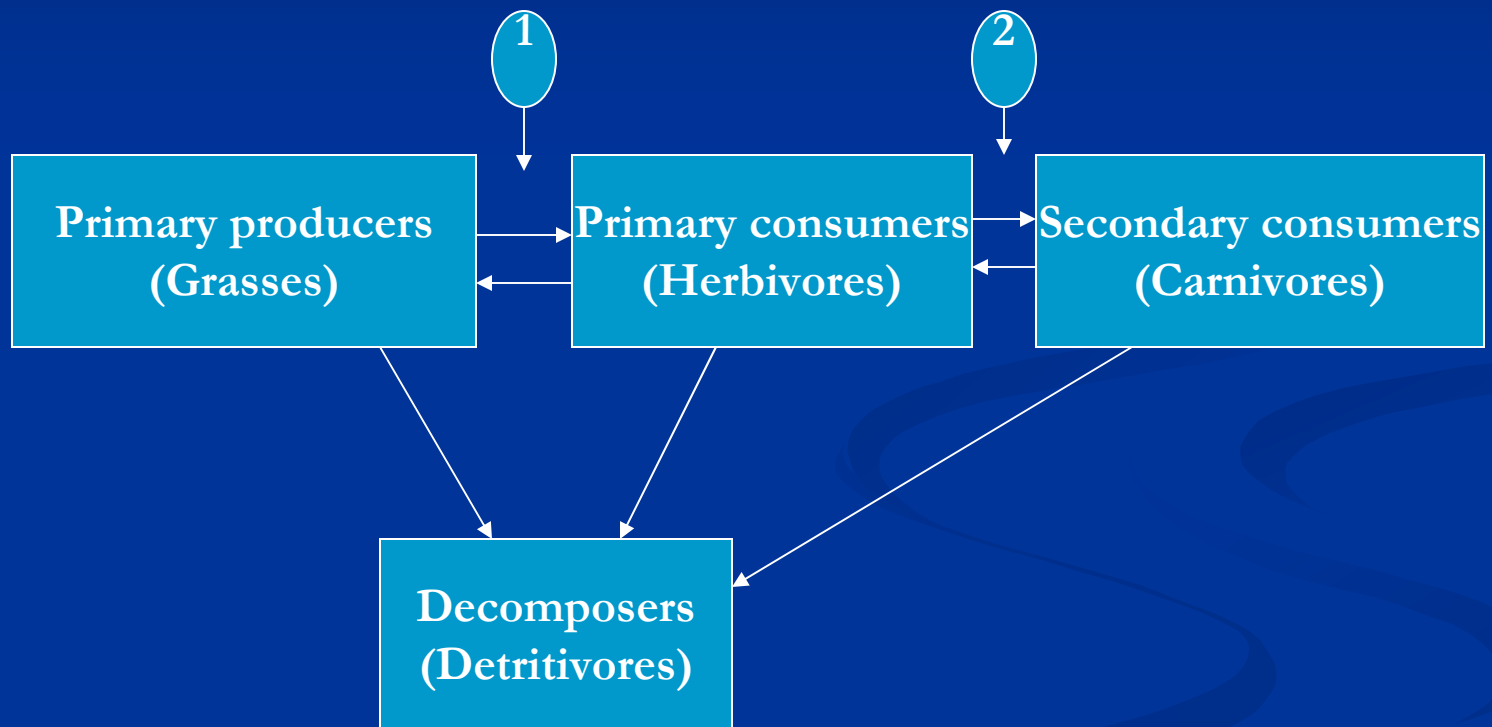 1
2
Primary producers
(Grasses)
Primary consumers
(Herbivores)
Secondary consumers
(Carnivores)
Decomposers
(Detritivores)